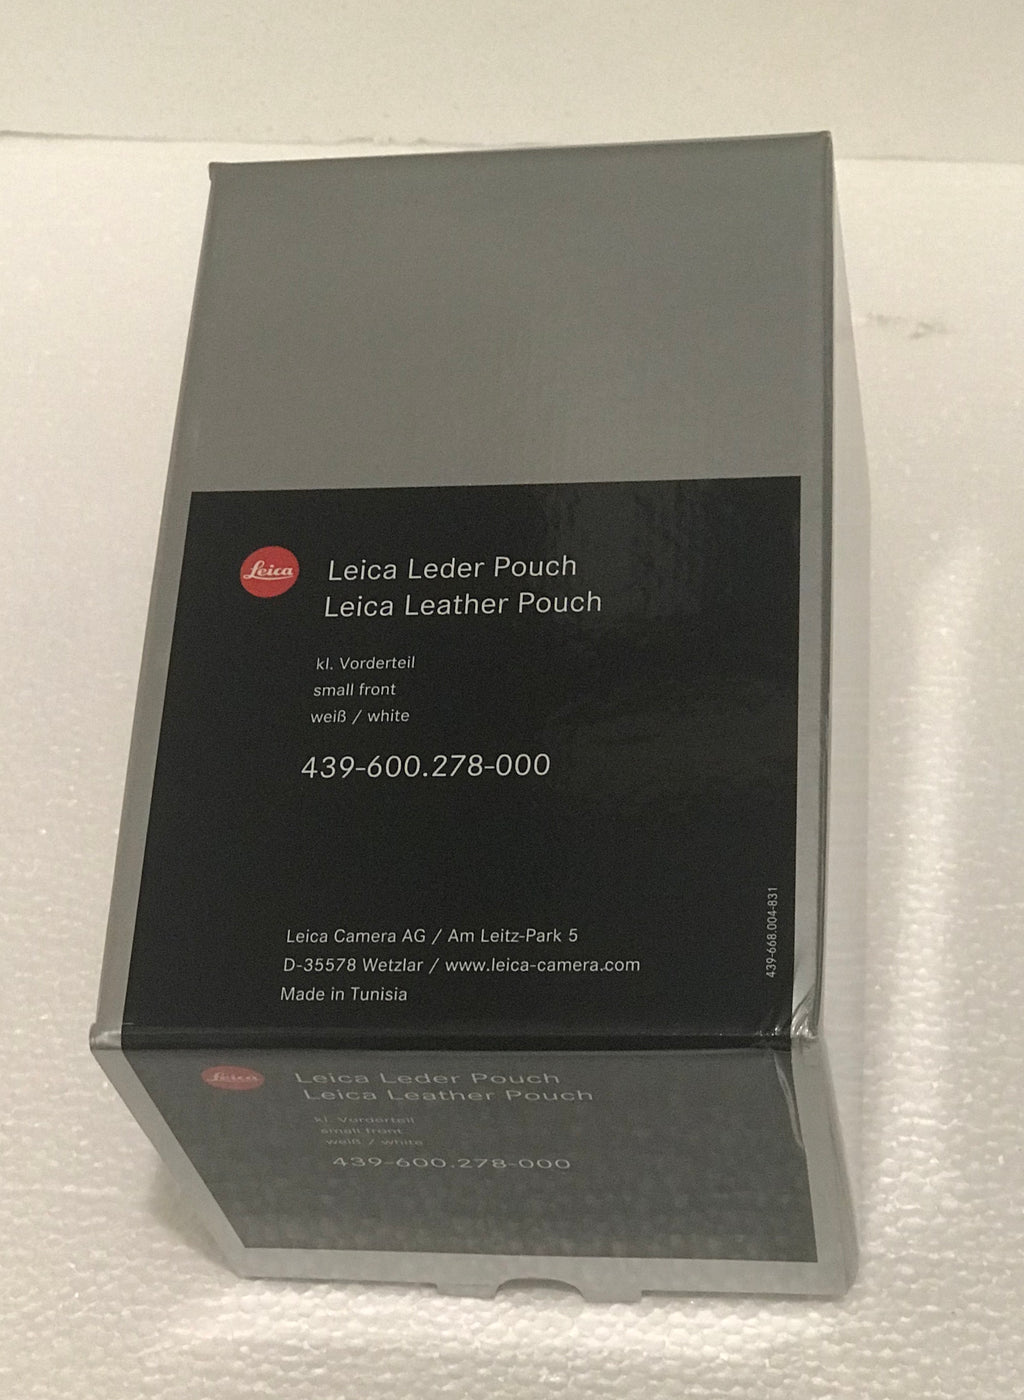 Leica
Leica Leder Pouch
Leica Leather Pouch
kl. Vorderteil
small front
weiß / white
439-600.278-000
Leica Camera AG / Am Leitz-Park 5
D-35578 Wetzlar / www.leica-camera.com
Made in Tunisia
439-668.004-831
Leica
Leica Leder Pouch
Leica Leather Pouch
kl. Vorderteil
small front
weiß / white
439-600.278-000